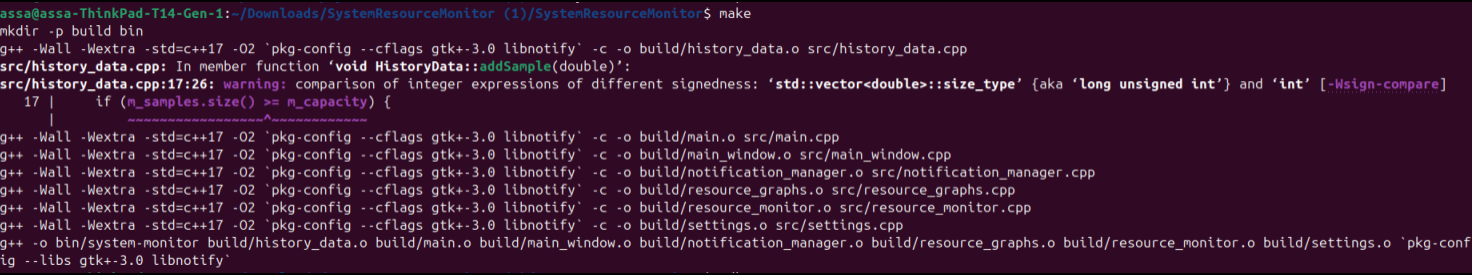 assa@assa-ThinkPad-T14-Gen-1:~/Downloads/SystemResourceMonitor (1)/SystemResourceMonitor$ make
mkdir -p build bin
g++ -Wall -Wextra -std=c++17 -O2 `pkg-config --cflags gtk+-3.0 libnotify` -c -o build/history_data.o src/history_data.cpp
src/history_data.cpp: In member function ‘void HistoryData::addSample(double)’:
src/history_data.cpp:17:26: warning: comparison of integer expressions of different signedness: ‘std::vector<double>::size_type’ {aka ‘long unsigned int’} and ‘int’ [-Wsign-compare]
   17 |     if (m_samples.size() >= m_capacity) {
      |         ~~~~~~~~~~~~~~~~~^~~~~~~~~~~~~
g++ -Wall -Wextra -std=c++17 -O2 `pkg-config --cflags gtk+-3.0 libnotify` -c -o build/main.o src/main.cpp
g++ -Wall -Wextra -std=c++17 -O2 `pkg-config --cflags gtk+-3.0 libnotify` -c -o build/main_window.o src/main_window.cpp
g++ -Wall -Wextra -std=c++17 -O2 `pkg-config --cflags gtk+-3.0 libnotify` -c -o build/notification_manager.o src/notification_manager.cpp
g++ -Wall -Wextra -std=c++17 -O2 `pkg-config --cflags gtk+-3.0 libnotify` -c -o build/resource_graphs.o src/resource_graphs.cpp
g++ -Wall -Wextra -std=c++17 -O2 `pkg-config --cflags gtk+-3.0 libnotify` -c -o build/resource_monitor.o src/resource_monitor.cpp
g++ -Wall -Wextra -std=c++17 -O2 `pkg-config --cflags gtk+-3.0 libnotify` -c -o build/settings.o src/settings.cpp
g++ -o bin/system-monitor build/history_data.o build/main.o build/main_window.o build/notification_manager.o build/resource_graphs.o build/resource_monitor.o build/settings.o `pkg-conf
ig --libs gtk+-3.0 libnotify`